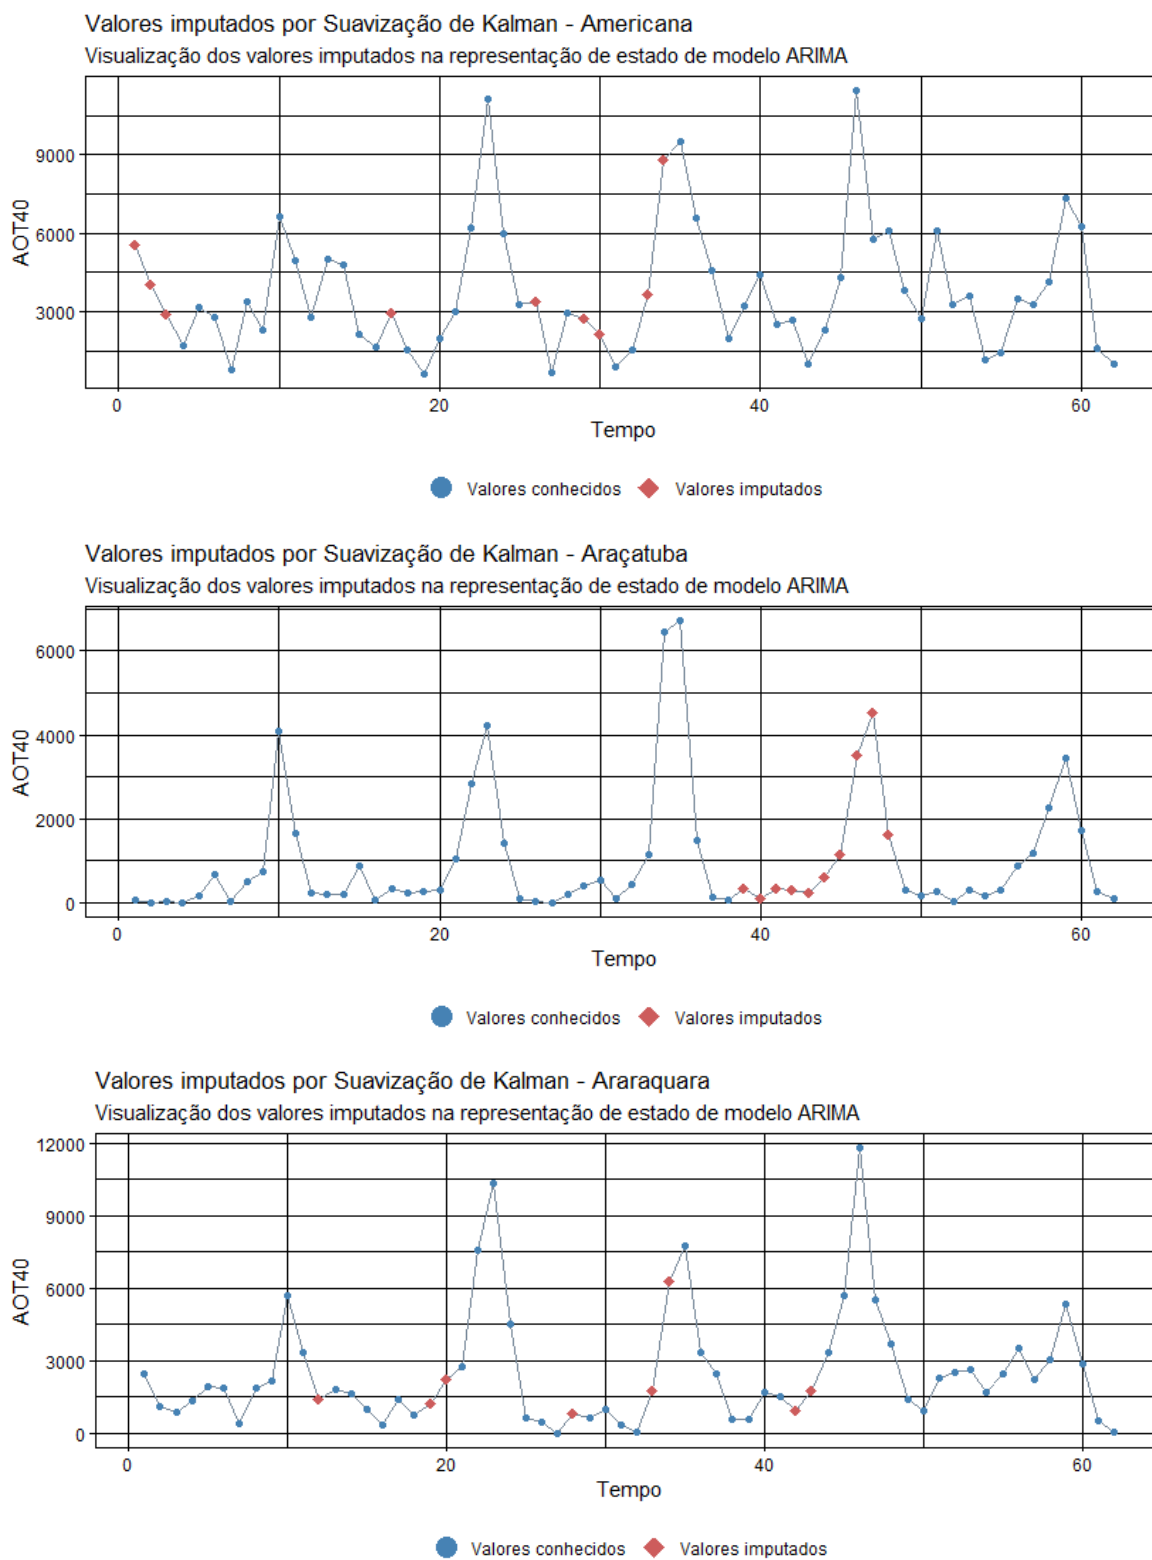 Valores imputados por Suavização de Kalman - Americana
Visualização dos valores imputados na representação de estado de modelo ARIMA
9000
6000
3000
AOT40
0 20 40 60
Tempo
Valores conhecidos Valores imputados
Valores imputados por Suavização de Kalman - Araçatuba
Visualização dos valores imputados na representação de estado de modelo ARIMA
6000
4000
2000
0
AOT40
0 20 40 60
Tempo
Valores conhecidos Valores imputados
Valores imputados por Suavização de Kalman - Araraquara
Visualização dos valores imputados na representação de estado de modelo ARIMA
12000
9000
6000
3000
0
AOT40
0 20 40 60
Tempo
Valores conhecidos Valores imputados